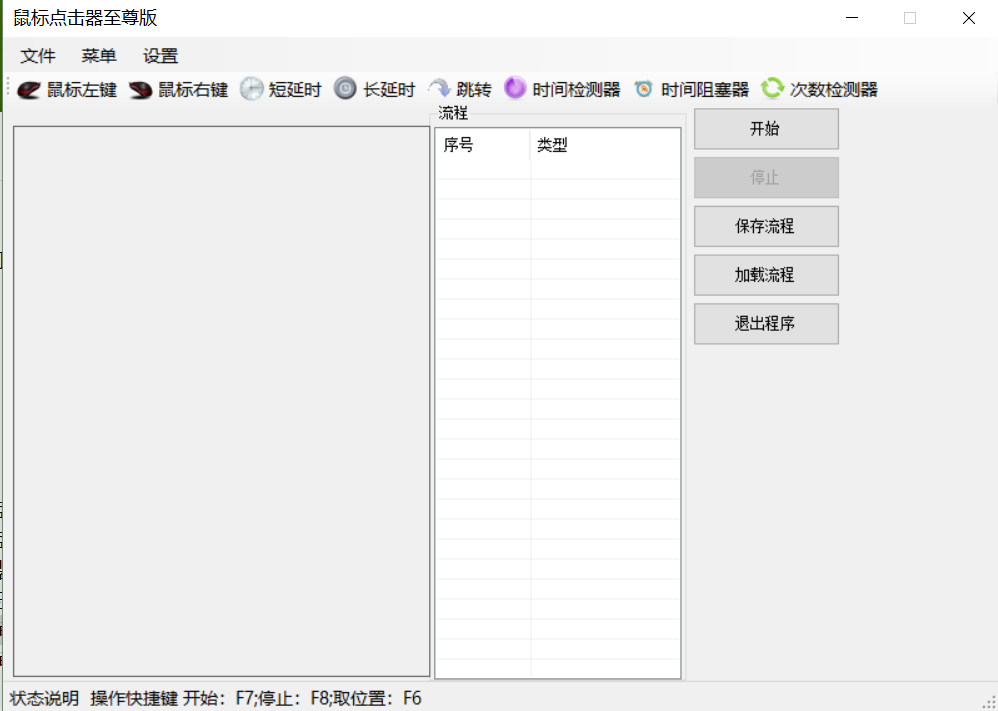 鼠标点击器至尊版
文件 菜单 设置
鼠标左键 鼠标右键 短延时 长延时 跳转 时间检测器 时间阻塞器 次数检测器
流程
序号 类型
开始
停止
保存流程
加载流程
退出程序
状态说明 操作快捷键 开始：F7;停止：F8;取位置：F6